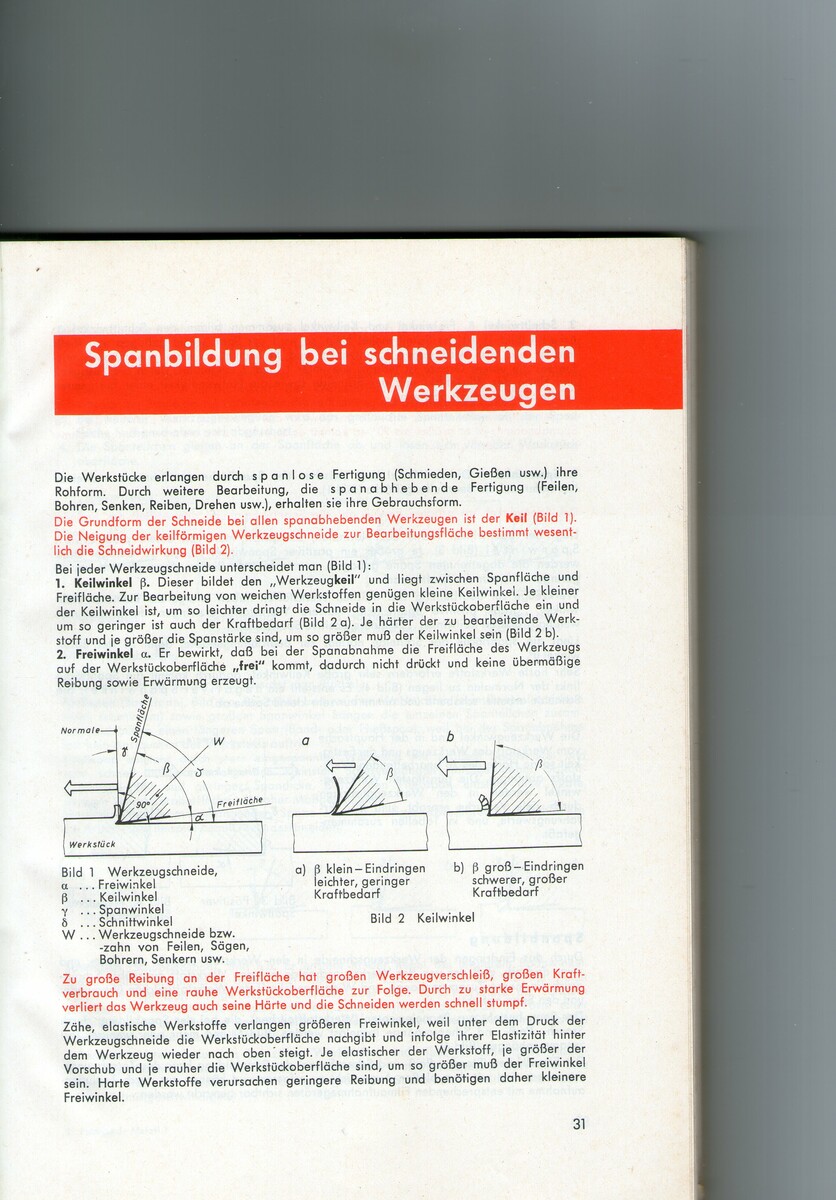 Spanbildung bei schneidenden
Werkzeugen
Die Werkstücke erlangen durch spanlose Fertigung (Schmieden, Gießen usw.) ihre
Rohform. Durch weitere Bearbeitung, die spanabhebende Fertigung (Feilen,
Bohren, Senken, Reiben, Drehen usw.), erhalten sie ihre Gebrauchsform.
Die Grundform der Schneide bei allen spanabhebenden Werkzeugen ist der Keil (Bild 1).
Die Neigung der keilförmigen Werkzeugschneide zur Bearbeitungsfläche bestimmt wesent-
lich die Schneidwirkung (Bild 2).
Bei jeder Werkzeugschneide unterscheidet man (Bild 1):
1. Keilwinkel β. Dieser bildet den „Werkzeugkeil" und liegt zwischen Spanfläche und
Freifläche. Zur Bearbeitung von weichen Werkstoffen genügen kleine Keilwinkel. Je kleiner
der Keilwinkel ist, um so leichter dringt die Schneide in die Werkstückoberfläche ein und
um so geringer ist auch der Kraftbedarf (Bild 2a). Je härter der zu bearbeitende Werk-
stoff und je größer die Spanstärke sind, um so größer muß der Keilwinkel sein (Bild 2b).
2. Freiwinkel α. Er bewirkt, daß bei der Spanabnahme die Freifläche des Werkzeugs
auf der Werkstückoberfläche „frei" kommt, dadurch nicht drückt und keine übermäßige
Reibung sowie Erwärmung erzeugt.
Normale
Spanfläche
γ
β
W
δ
90°
Freifläche
α
Werkstück
a
β
b
β
Bild 1 Werkzeugschneide,
α ... Freiwinkel
β ... Keilwinkel
γ ... Spanwinkel
δ ... Schnittwinkel
W ... Werkzeugschneide bzw.
-zahn von Feilen, Sägen,
Bohrern, Senkern usw.
a) β klein – Eindringen
leichter, geringer
Kraftbedarf
b) β groß – Eindringen
schwerer, großer
Kraftbedarf
Bild 2 Keilwinkel
Zu große Reibung an der Freifläche hat großen Werkzeugverschleiß, großen Kraft-
verbrauch und eine rauhe Werkstückoberfläche zur Folge. Durch zu starke Erwärmung
verliert das Werkzeug auch seine Härte und die Schneiden werden schnell stumpf.
Zähe, elastische Werkstoffe verlangen größeren Freiwinkel, weil unter dem Druck der
Werkzeugschneide die Werkstückoberfläche nachgibt und infolge ihrer Elastizität hinter
dem Werkzeug wieder nach oben steigt. Je elastischer der Werkstoff, je größer der
Vorschub und je rauher die Werkstückoberfläche sind, um so größer muß der Freiwinkel
sein. Harte Werkstoffe verursachen geringere Reibung und benötigen daher kleinere
Freiwinkel.
31